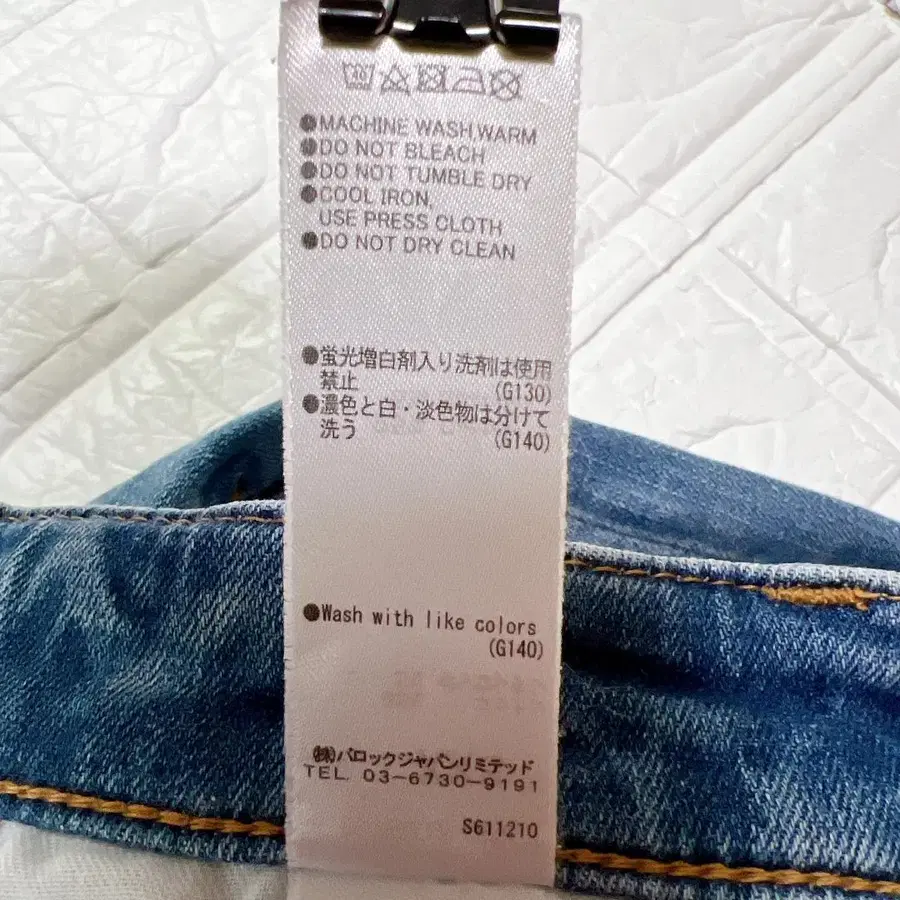 40
●MACHINE WASH WARM
●DO NOT BLEACH
●DO NOT TUMBLE DRY
●COOL IRON,
USE PRESS CLOTH
●DO NOT DRY CLEAN
●蛍光増白剤入り洗剤は使用
禁止 (G130)
●濃色と白・淡色物は分けて
洗う (G140)
●Wash with like colors
(G140)
㈱バロックジャパンリミテッド
TEL. 03-6730-9191
S611210